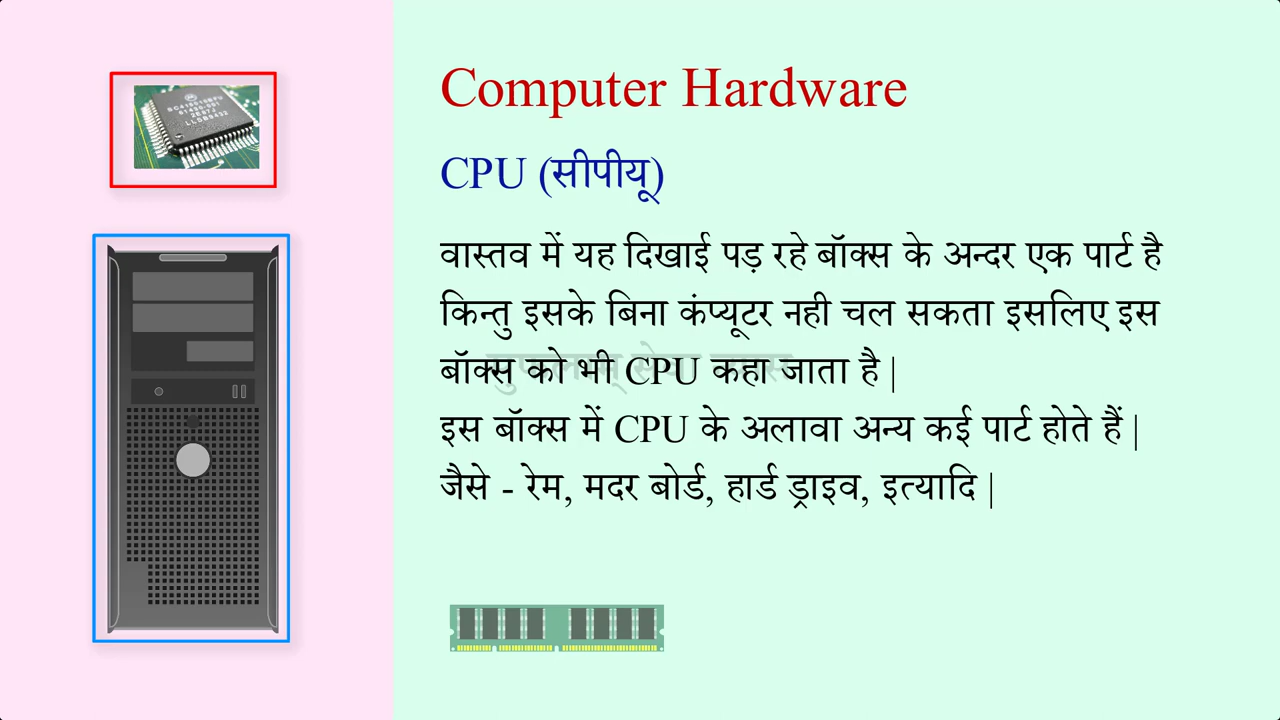 Computer Hardware
CPU (सीपीयू)
वास्तव में यह दिखाई पड़ रहे बॉक्स के अन्दर एक पार्ट है
किन्तु इसके बिना कंप्यूटर नही चल सकता इसलिए इस
बॉक्स को भी CPU कहा जाता है |
इस बॉक्स में CPU के अलावा अन्य कई पार्ट होते हैं |
जैसे - रेम, मदर बोर्ड, हार्ड ड्राइव, इत्यादि |